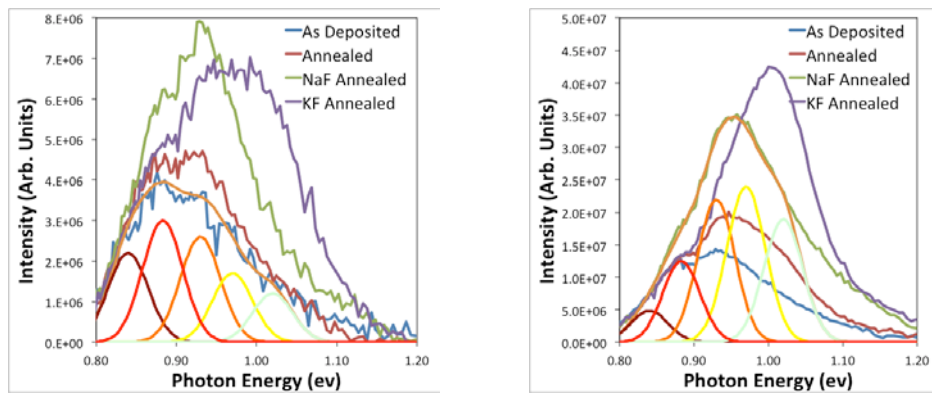 8.E+06
7.E+06
6.E+06
5.E+06
4.E+06
3.E+06
2.E+06
1.E+06
0.E+00
Intensity (Arb. Units)
0.80 0.90 1.00 1.10 1.20
Photon Energy (ev)
As Deposited
Annealed
NaF Annealed
KF Annealed
5.0E+07
4.5E+07
4.0E+07
3.5E+07
3.0E+07
2.5E+07
2.0E+07
1.5E+07
1.0E+07
5.0E+06
0.0E+00
Intensity (Arb. Units)
0.80 0.90 1.00 1.10 1.20
Photon Energy (ev)
As Deposited
Annealed
NaF Annealed
KF Annealed